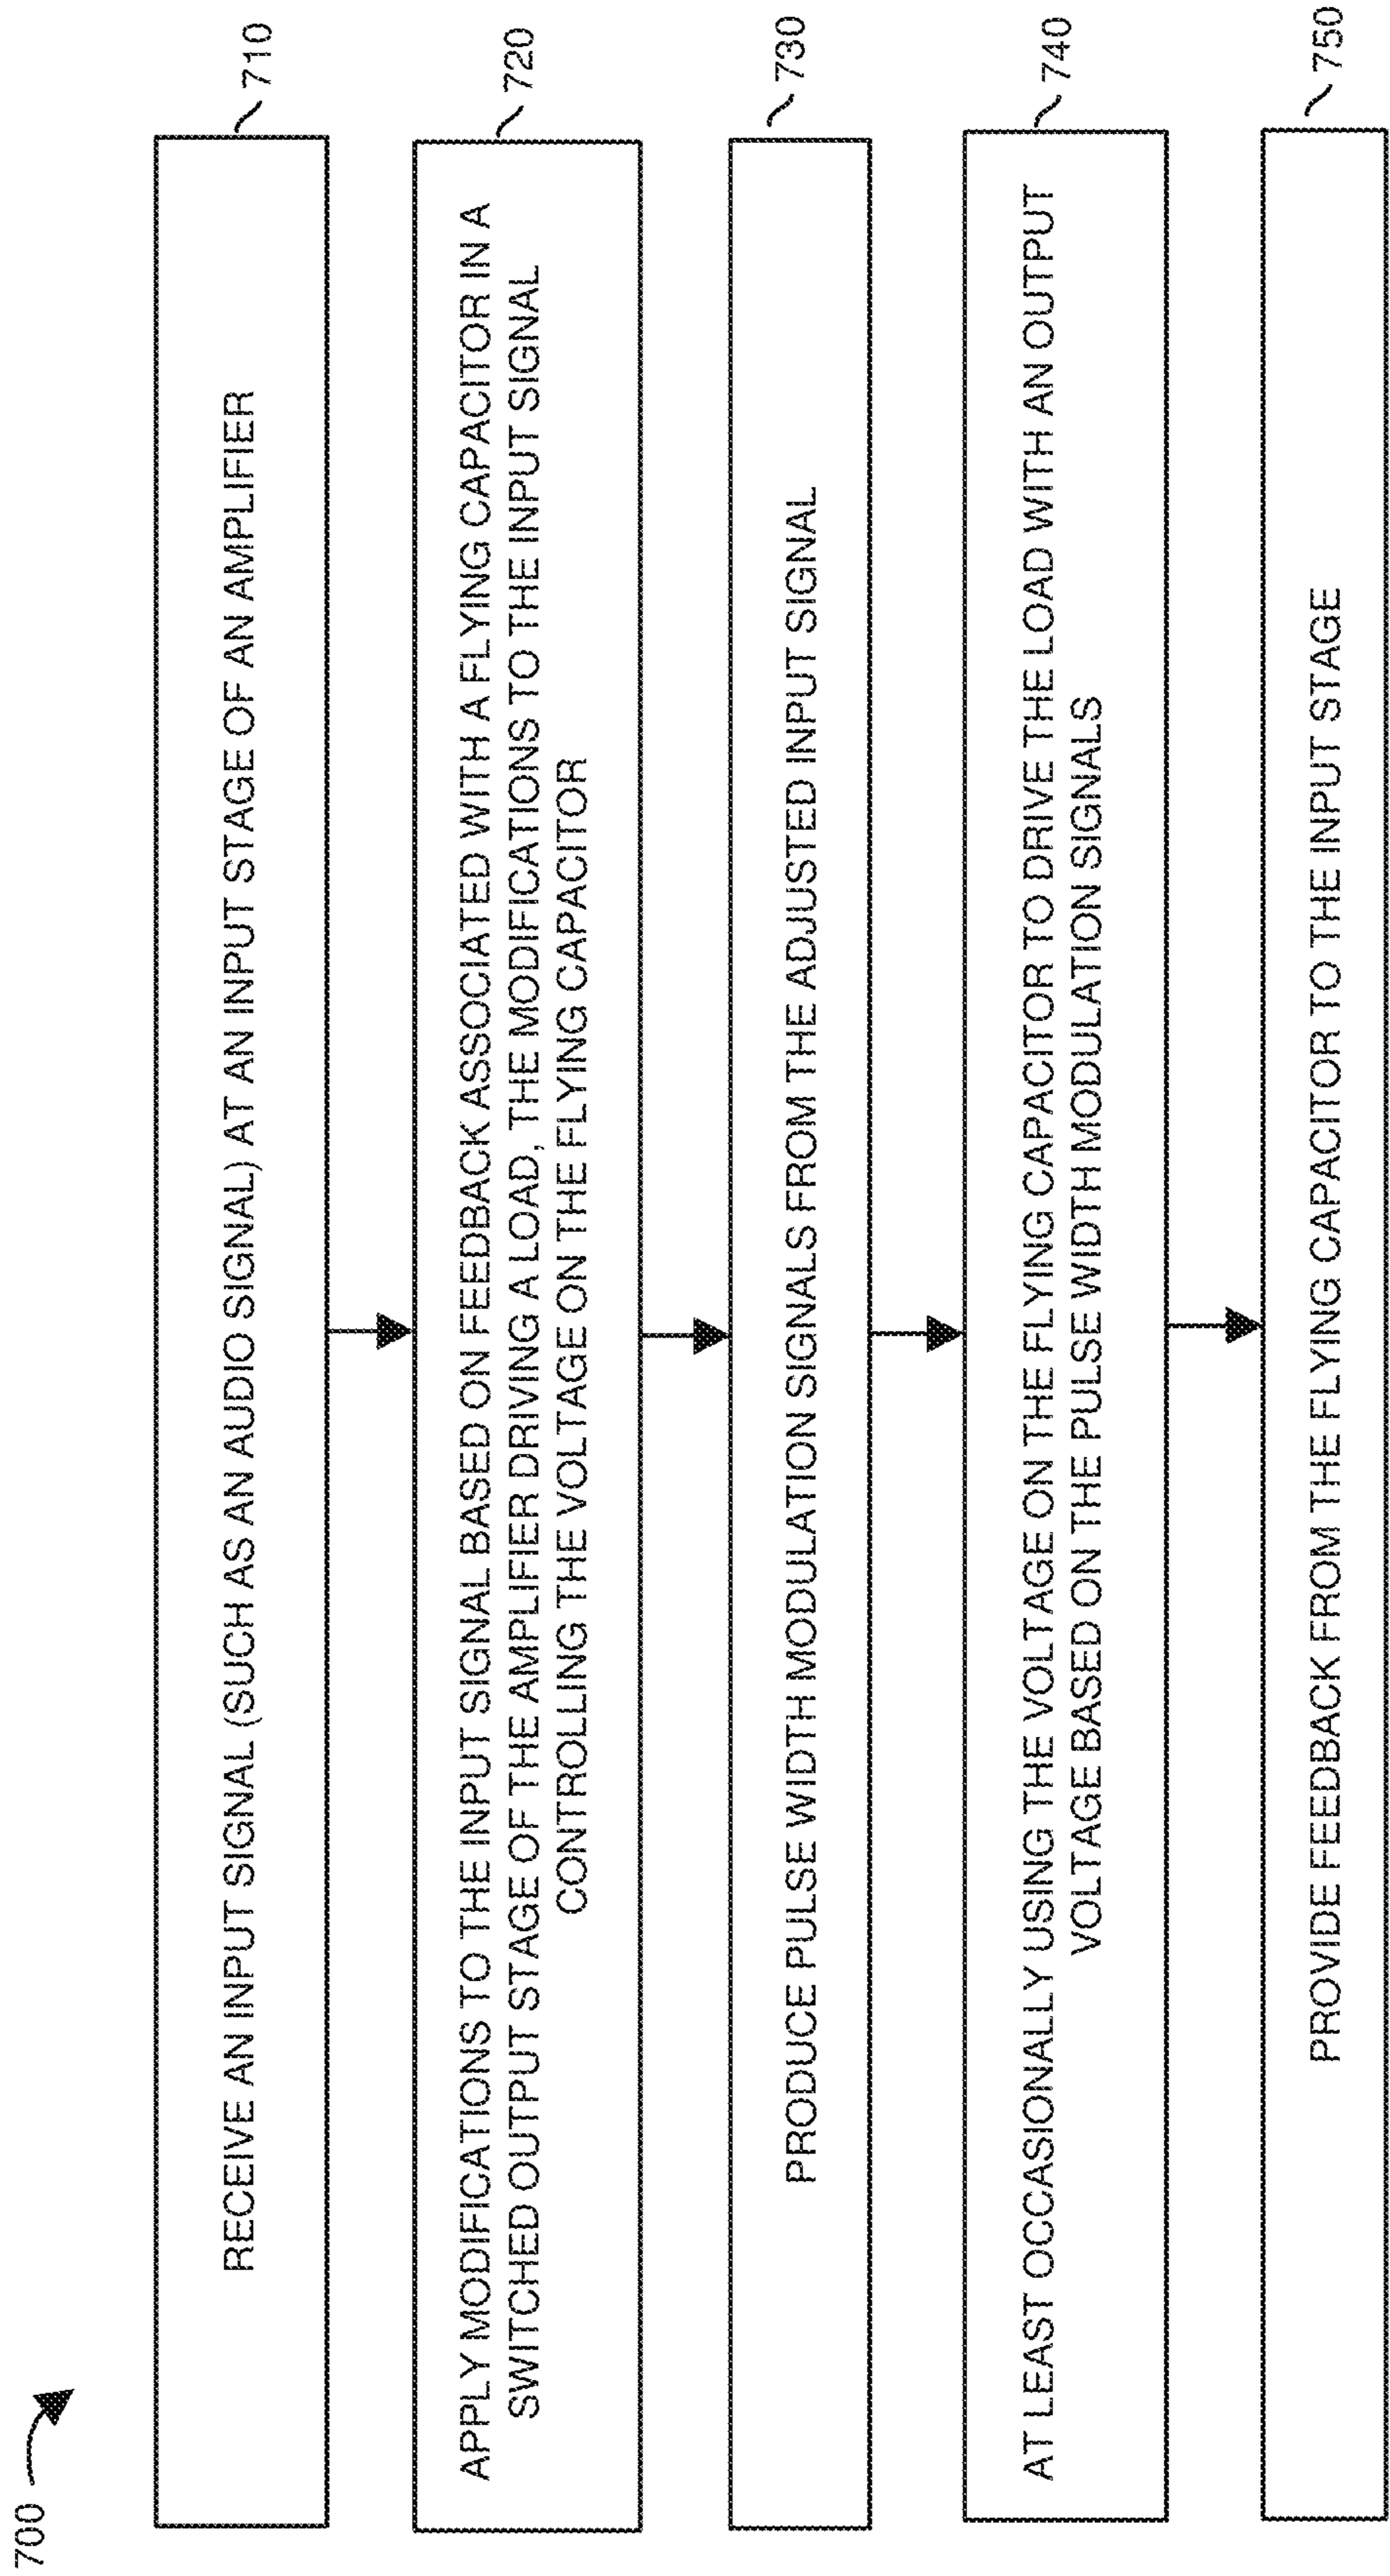 700
RECEIVE AN INPUT SIGNAL (SUCH AS AN AUDIO SIGNAL) AT AN INPUT STAGE OF AN AMPLIFIER
710
APPLY MODIFICATIONS TO THE INPUT SIGNAL BASED ON FEEDBACK ASSOCIATED WITH A FLYING CAPACITOR IN A
SWITCHED OUTPUT STAGE OF THE AMPLIFIER DRIVING A LOAD, THE MODIFICATIONS TO THE INPUT SIGNAL
CONTROLLING THE VOLTAGE ON THE FLYING CAPACITOR
720
PRODUCE PULSE WIDTH MODULATION SIGNALS FROM THE ADJUSTED INPUT SIGNAL
730
AT LEAST OCCASIONALLY USING THE VOLTAGE ON THE FLYING CAPACITOR TO DRIVE THE LOAD WITH AN OUTPUT
VOLTAGE BASED ON THE PULSE WIDTH MODULATION SIGNALS
740
PROVIDE FEEDBACK FROM THE FLYING CAPACITOR TO THE INPUT STAGE
750